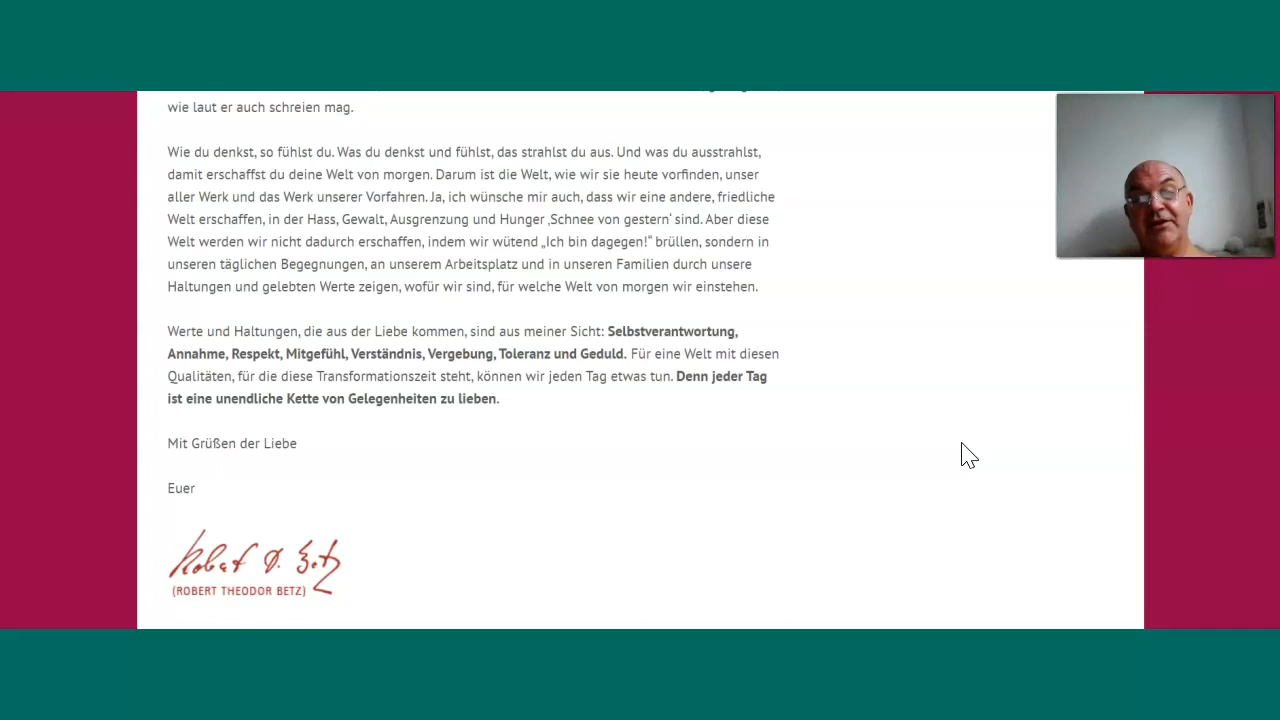 wie laut er auch schreien mag.
Wie du denkst, so fühlst du. Was du denkst und fühlst, das strahlst du aus. Und was du ausstrahlst,
damit erschaffst du deine Welt von morgen. Darum ist die Welt, wie wir sie heute vorfinden, unser
aller Werk und das Werk unserer Vorfahren. Ja, ich wünsche mir auch, dass wir eine andere, friedliche
Welt erschaffen, in der Hass, Gewalt, Ausgrenzung und Hunger ‚Schnee von gestern‘ sind. Aber diese
Welt werden wir nicht dadurch erschaffen, indem wir wütend „Ich bin dagegen!“ brüllen, sondern in
unseren täglichen Begegnungen, an unserem Arbeitsplatz und in unseren Familien durch unsere
Haltungen und gelebten Werte zeigen, wofür wir sind, für welche Welt von morgen wir einstehen.
Werte und Haltungen, die aus der Liebe kommen, sind aus meiner Sicht: Selbstverantwortung,
Annahme, Respekt, Mitgefühl, Verständnis, Vergebung, Toleranz und Geduld. Für eine Welt mit diesen
Qualitäten, für die diese Transformationszeit steht, können wir jeden Tag etwas tun. Denn jeder Tag
ist eine unendliche Kette von Gelegenheiten zu lieben.
Mit Grüßen der Liebe
Euer
Robert T. Betz
(ROBERT THEODOR BETZ)